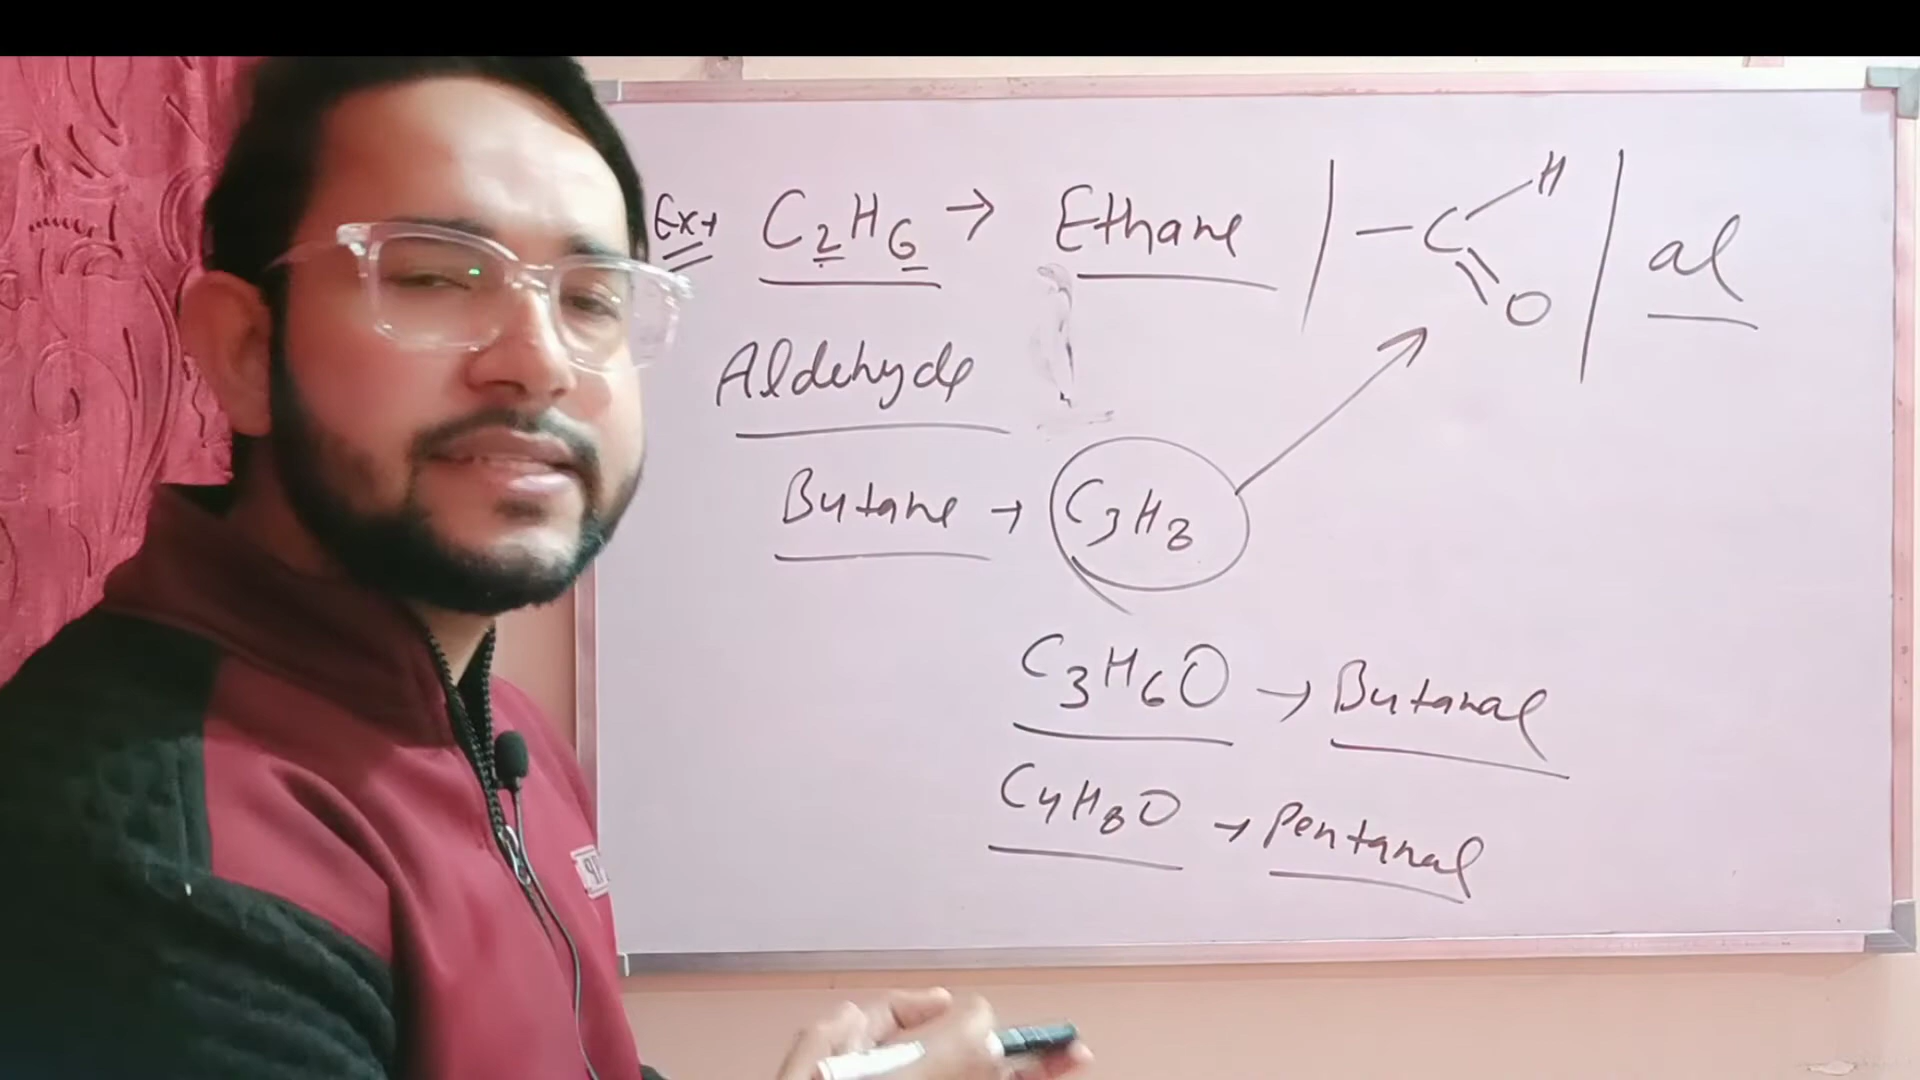 Ex→ C2H6 → Ethane | —C H O | al
Aldehyde
Butane → C3H8
C3H6O → Butanal
C4H8O → Pentanal